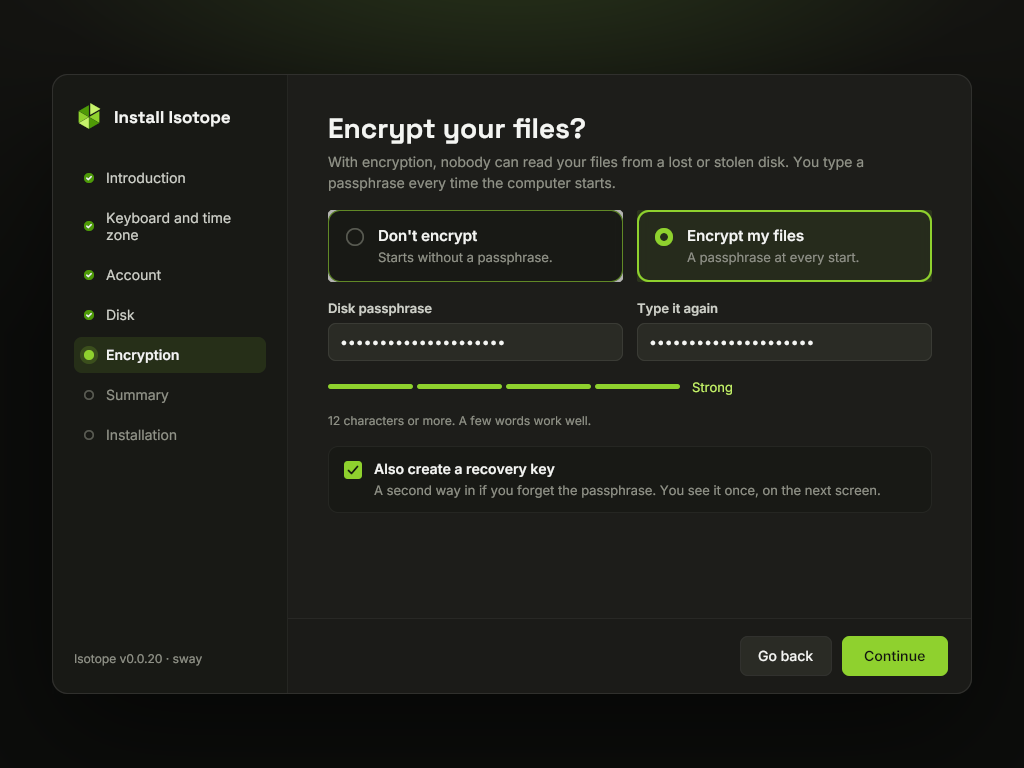 Install Isotope
Introduction
Keyboard and time
zone
Account
Disk
Encryption
Summary
Installation
Isotope v0.0.20 · sway
Encrypt your files?
With encryption, nobody can read your files from a lost or stolen disk. You type a
passphrase every time the computer starts.
Don't encrypt
Starts without a passphrase.
Encrypt my files
A passphrase at every start.
Disk passphrase
Type it again
Strong
12 characters or more. A few words work well.
Also create a recovery key
A second way in if you forget the passphrase. You see it once, on the next screen.
Go back
Continue